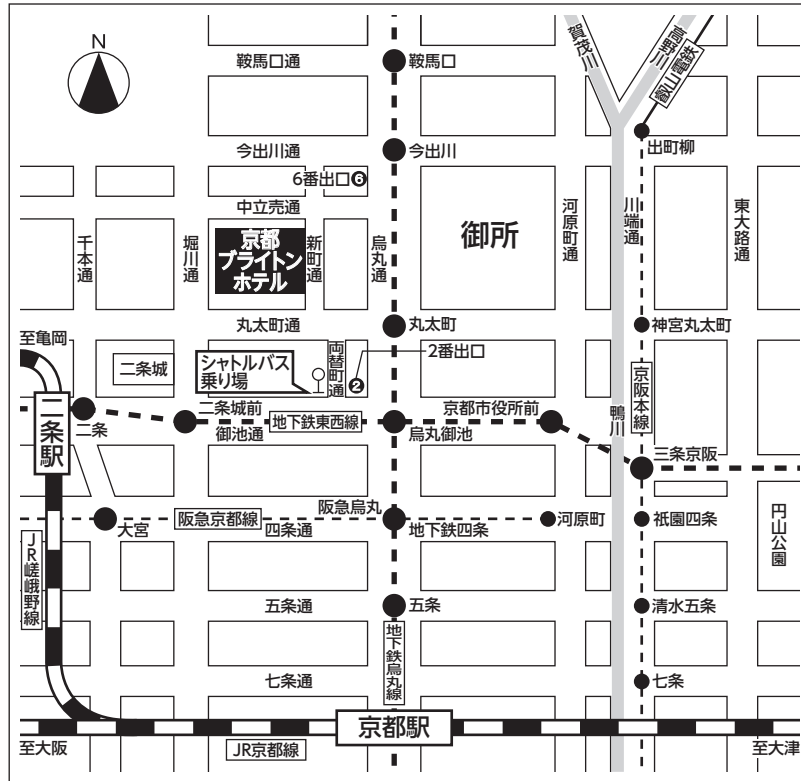 N
鞍馬口通
鞍馬口
賀茂川
高野川
叡山電鉄
出町柳
今出川通
今出川
6番出口❻
中立売通
京都
ブライトン
ホテル
御所
千本通
堀川通
新町通
烏丸通
河原町通
川端通
東大路通
丸太町通
丸太町
神宮丸太町
至亀岡
二条城
シャトルバス
乗り場
両替町通
❷
2番出口
京阪本線
二条駅
二条
二条城前
御池通
地下鉄東西線
烏丸御池
京都市役所前
鴨川
三条京阪
阪急烏丸
大宮
阪急京都線
四条通
地下鉄四条
河原町
祇園四条
円山公園
JR嵯峨野線
五条通
五条
清水五条
地下鉄烏丸線
七条通
七条
京都駅
至大阪
JR京都線
至大津